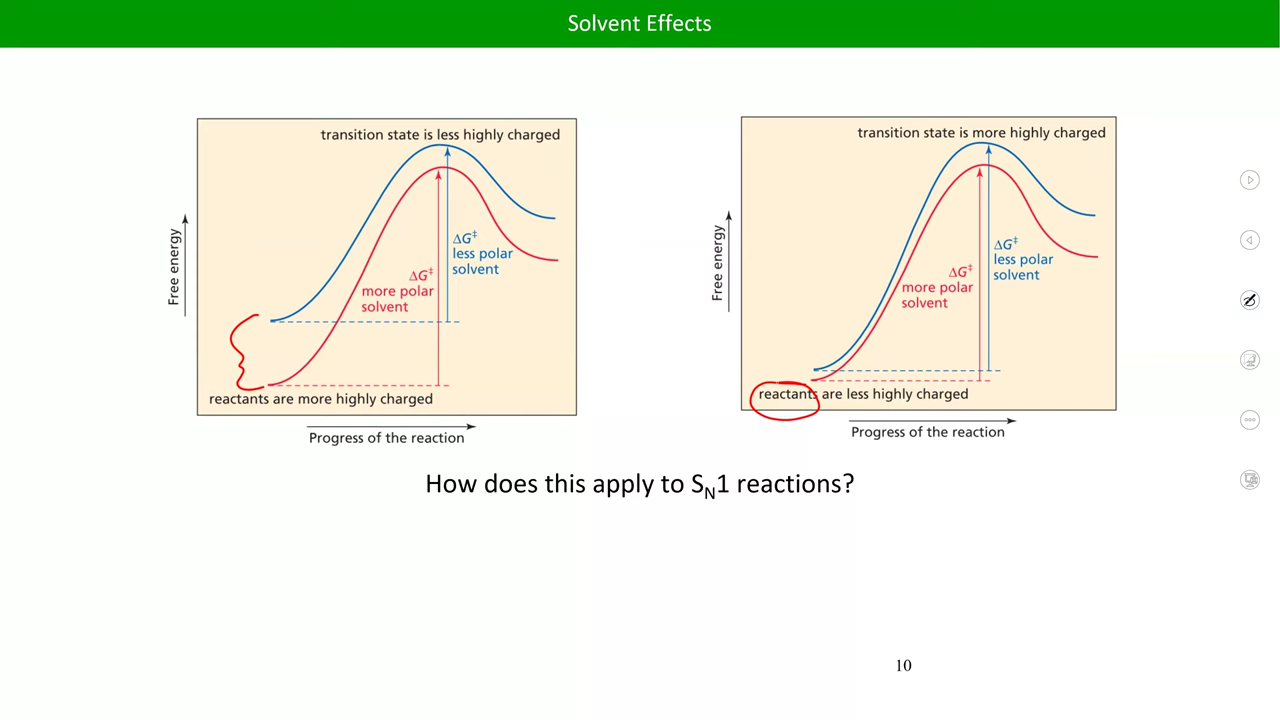 Solvent Effects
transition state is less highly charged
ΔG‡
less polar
solvent
ΔG‡
more polar
solvent
Free energy
reactants are more highly charged
Progress of the reaction
transition state is more highly charged
ΔG‡
less polar
solvent
ΔG‡
more polar
solvent
Free energy
reactants are less highly charged
Progress of the reaction
How does this apply to SN1 reactions?
10